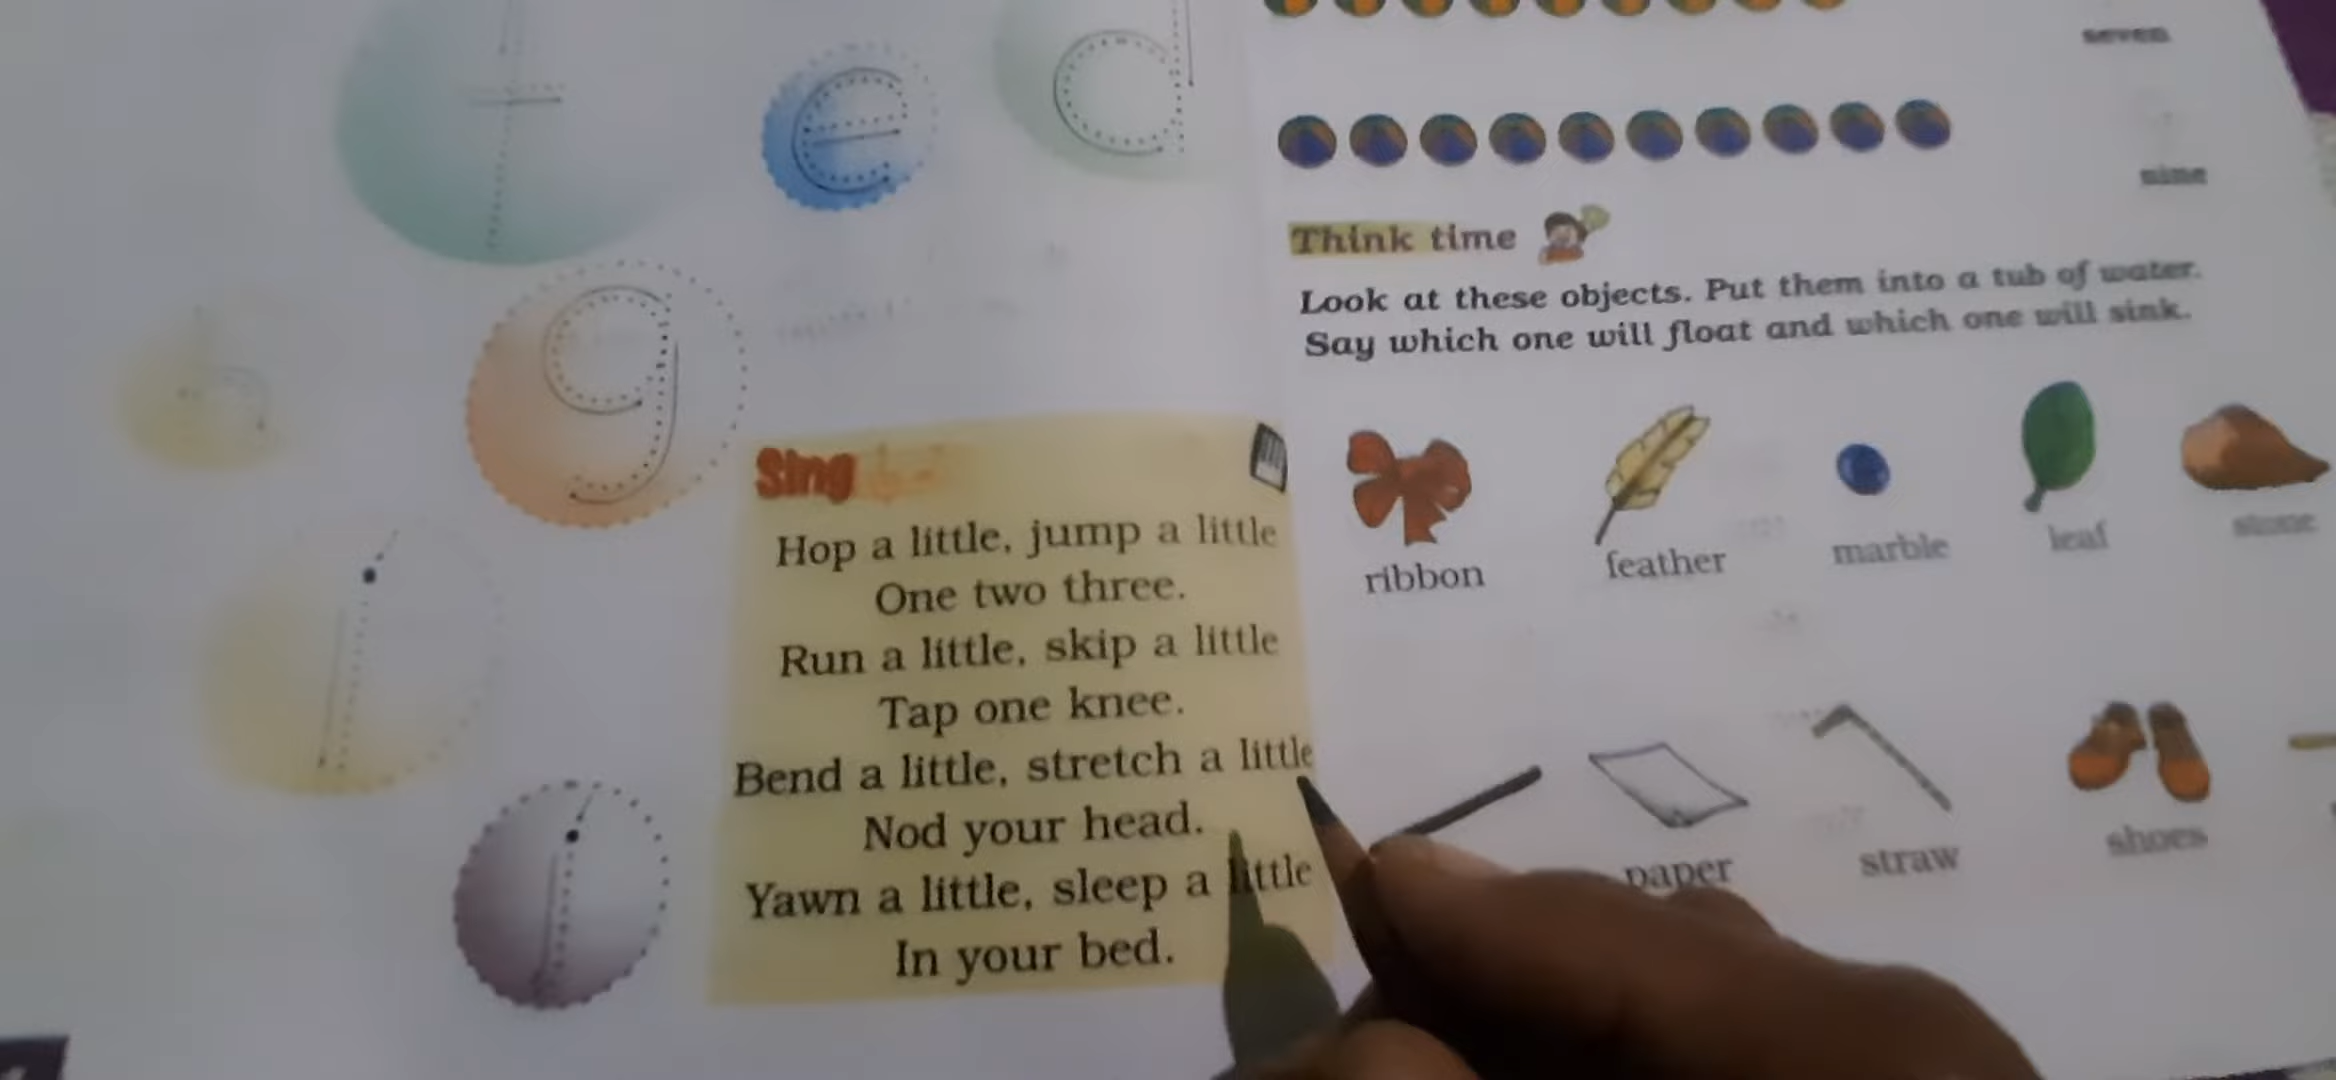 Sing
Hop a little, jump a little
One two three.
Run a little, skip a little
Tap one knee.
Bend a little, stretch a little
Nod your head.
Yawn a little, sleep a little
In your bed.
e
d
g
seven
nine
Think time
Look at these objects. Put them into a tub of water.
Say which one will float and which one will sink.
ribbon feather marble leaf stone
paper straw shoes